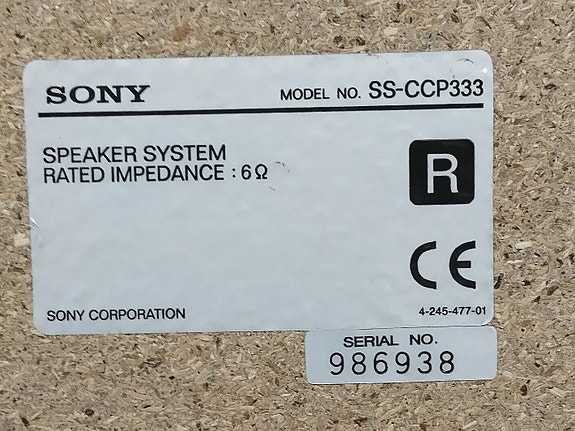 SONY MODEL NO. SS-CCP333
SPEAKER SYSTEM
RATED IMPEDANCE : 6Ω
R
CE
SONY CORPORATION 4-245-477-01
SERIAL NO.
986938